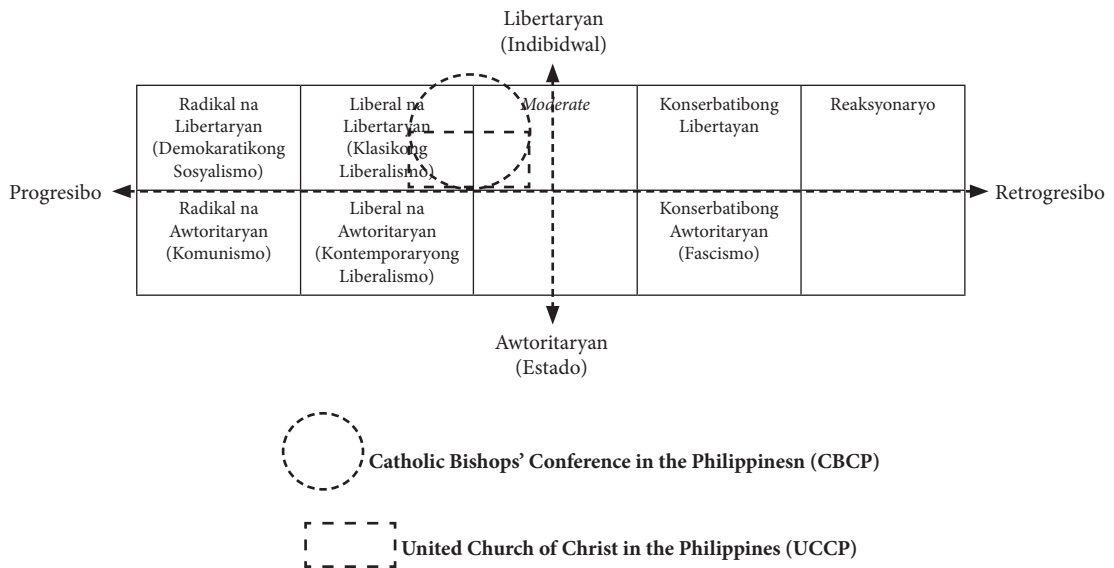 Libertaryan
(Indibidwal)
Radikal na
Libertaryan
(Demokaratikong
Sosyalismo)
Liberal na
Libertaryan
(Klasikong
Liberalismo)
Moderate
Konserbatibong
Libertayan
Reaksyonaryo
Progresibo
Retrogresibo
Radikal na
Awtoritaryan
(Komunismo)
Liberal na
Awtoritaryan
(Kontemporaryong
Liberalismo)
Konserbatibong
Awtoritaryan
(Fascismo)
Awtoritaryan
(Estado)
Catholic Bishops’ Conference in the Philippinesn (CBCP)
United Church of Christ in the Philippines (UCCP)